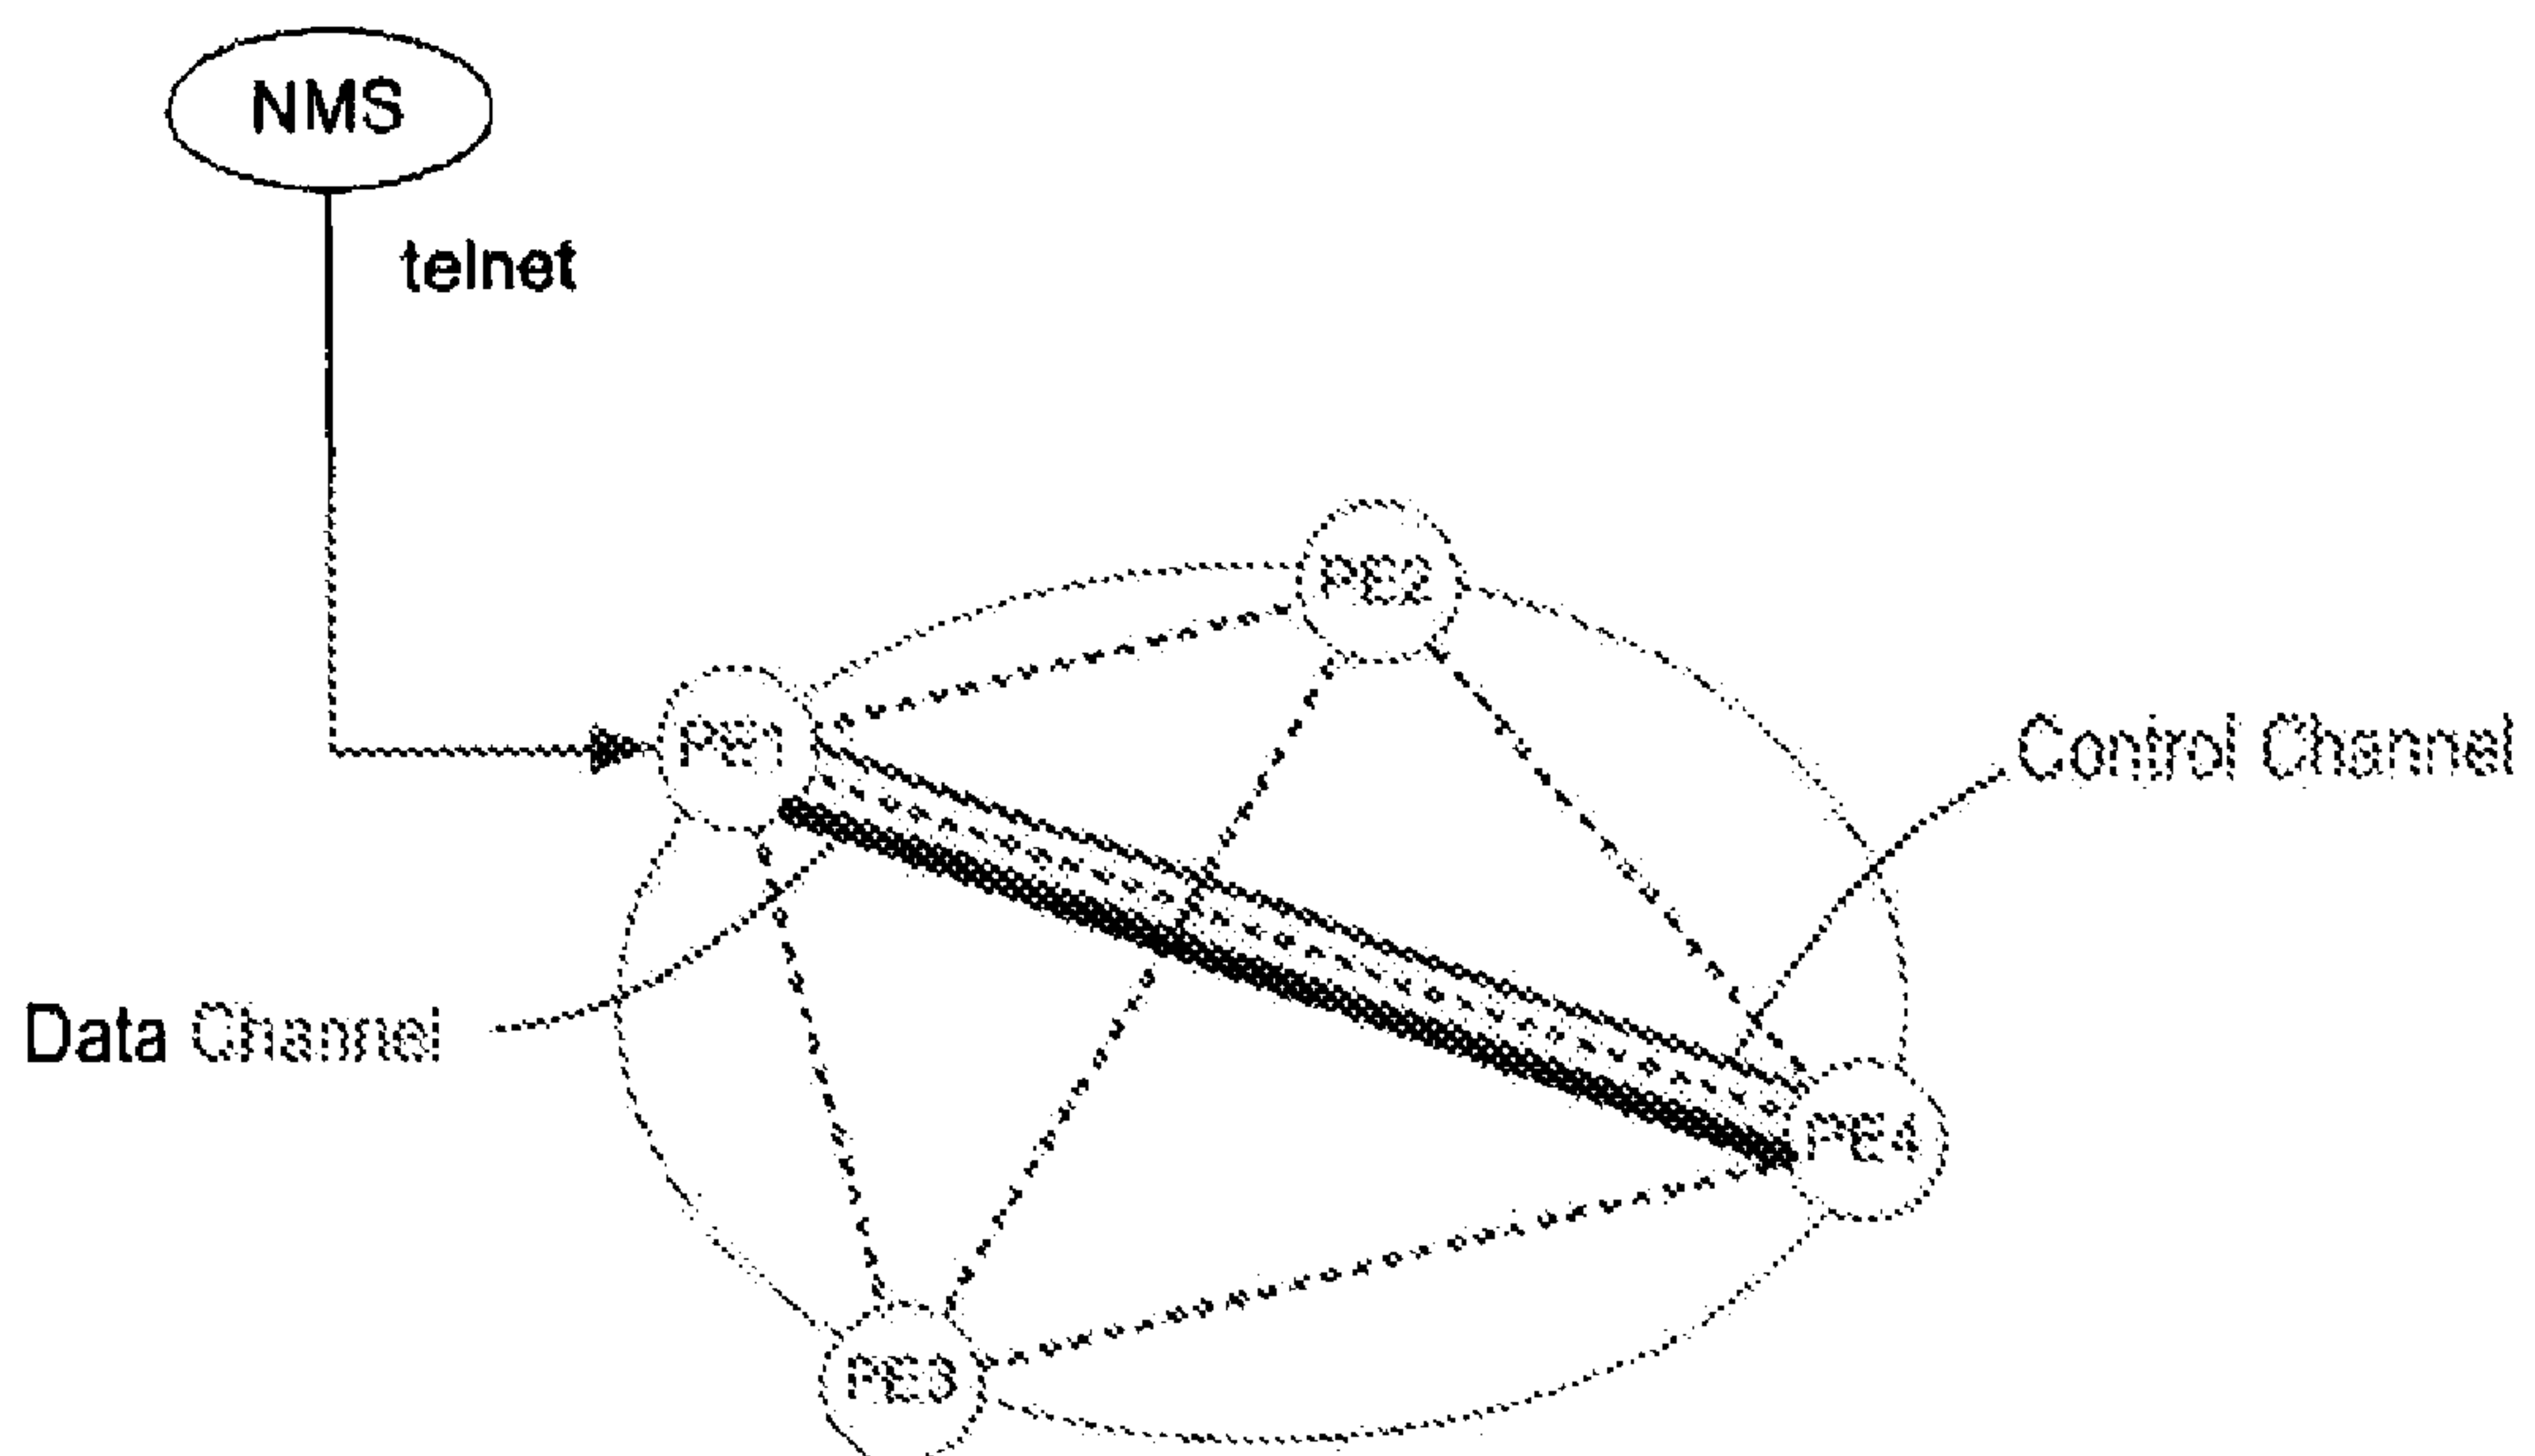 NMS
telnet
PE2
PE1
Control Channel
Data Channel
PE4
PE3